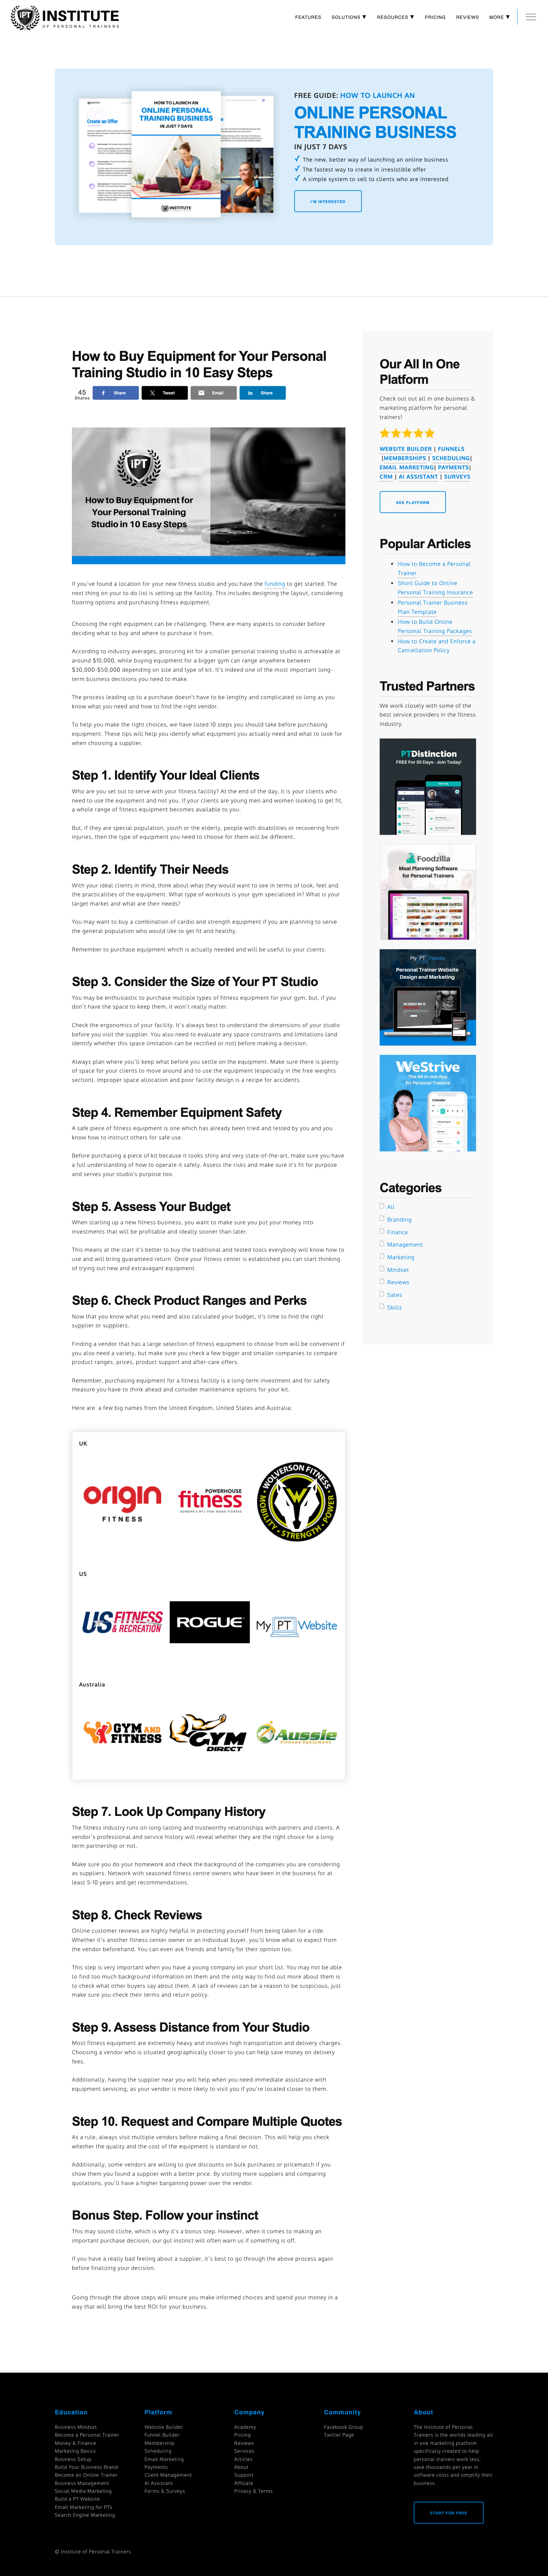 IPT INSTITUTE
OF PERSONAL TRAINERS
FEATURES SOLUTIONS ▼ RESOURCES ▼ PRICING REVIEWS MORE ▼
Create an Offer
HOW TO LAUNCH AN
ONLINE PERSONAL
TRAINING BUSINESS
IN JUST 7 DAYS
INSTITUTE
FREE GUIDE: HOW TO LAUNCH AN
ONLINE PERSONAL
TRAINING BUSINESS
IN JUST 7 DAYS
✓ The new, better way of launching an online business
✓ The fastest way to create in irresistible offer
✓ A simple system to sell to clients who are interested
I'M INTERESTED
How to Buy Equipment for Your Personal
Training Studio in 10 Easy Steps
45
Shares
Share
Tweet
Email
Share
IPT
How to Buy Equipment for
Your Personal Training
Studio in 10 Easy Steps
If you've found a location for your new fitness studio and you have the funding to get started. The
next thing on your to do list is setting up the facility. This includes designing the layout, considering
flooring options and purchasing fitness equipment.
Choosing the right equipment can be challenging. There are many aspects to consider before
deciding what to buy and where to purchase it from.
According to industry averages, equipment for a smaller personal training studio is achievable at
around $10,000, while buying equipment for a bigger gym can range anywhere between
$30,000-$50,000 depending on size and type of kit. It's indeed one of the most important long-
term business decisions you need to make.
The process leading up to a purchase doesn't have to be lengthy and complicated so long as you
know what you need and how to find the right vendor.
To help you make the right choices, we have listed 10 steps you should take before purchasing
equipment. These tips will help you identify what equipment you actually need and what to look for
when choosing a supplier.
Step 1. Identify Your Ideal Clients
Who are you set out to serve with your fitness facility? At the end of the day, it is your clients who
need to use the equipment and not you. If your clients are young men and women looking to get fit,
a whole range of fitness equipment becomes available to you.
But, if they are special population, youth or the elderly, people with disabilities or recovering from
injuries, then the type of equipment you need to choose for them will be different.
Step 2. Identify Their Needs
With your ideal clients in mind, think about what they would want to see in terms of look, feel and
the practicalities of the equipment. What type of workouts is your gym specialized in? What is your
target market and what are their needs?
You may want to buy a combination of cardio and strength equipment if you are planning to serve
the general population who would like to get fit and healthy.
Remember to purchase equipment which is actually needed and will be useful to your clients.
Step 3. Consider the Size of Your PT Studio
You may be enthusiastic to purchase multiple types of fitness equipment for your gym, but, if you
don't have the space to keep them, it won't really matter.
Check the ergonomics of your facility. It's always best to understand the dimensions of your studio
before you visit the supplier. You also need to evaluate any space constraints and limitations (and
identify whether this space limitation can be rectified or not) before making a decision.
Always plan where you'll keep what before you settle on the equipment. Make sure there is plenty
of space for your clients to move around and to use the equipment (especially in the free weights
section). Improper space allocation and poor facility design is a recipe for accidents.
Step 4. Remember Equipment Safety
A safe piece of fitness equipment is one which has already been tried and tested by you and you
know how to instruct others for safe use.
Before purchasing a piece of kit because it looks shiny and very state-of-the-art, make sure you have
a full understanding of how to operate it safely. Assess the risks and make sure it's fit for purpose
and serves your studio's purpose too.
Step 5. Assess Your Budget
When starting up a new fitness business, you want to make sure you put your money into
investments that will be profitable and ideally sooner than later.
This means at the start it's better to buy the traditional and tested tools everybody will know how to
use and will bring guaranteed return. Once your fitness centre is established you can start thinking
of trying out new and extravagant equipment.
Step 6. Check Product Ranges and Perks
Now that you know what you need and also calculated your budget, it's time to find the right
supplier or suppliers.
Finding a vendor that has a large selection of fitness equipment to choose from will be convenient if
you also need a variety, but make sure you check a few bigger and smaller companies to compare
product ranges, prices, product support and after-care offers.
Remember, purchasing equipment for a fitness facility is a long-term investment and for safety
measure you have to think ahead and consider maintenance options for your kit.
Here are a few big names from the United Kingdom, United States and Australia:
UK
origin
FITNESS
POWERHOUSE
fitness
EUROPE'S Nº1 FOR HOME FITNESS
WOLVERSON FITNESS
MOBILITY • STRENGTH • POWER
US
US FITNESS
& RECREATION
ROGUE
My PT Website
Australia
GYM AND
FITNESS
GYM
DIRECT
Aussie
Fitness Equipment
Step 7. Look Up Company History
The fitness industry runs on long-lasting and trustworthy relationships with partners and clients. A
vendor's professional and service history will reveal whether they are the right choice for a long-
term partnership or not.
Make sure you do your homework and check the background of the companies you are considering
as suppliers. Network with seasoned fitness centre owners who have been in the business for at
least 5-10 years and get recommendations.
Step 8. Check Reviews
Online customer reviews are highly helpful in protecting yourself from being taken for a ride.
Whether it's another fitness center owner or an individual buyer, you'll know what to expect from
the vendor beforehand. You can even ask friends and family for their opinion too.
This step is very important when you have a young company on your short list. You may not be able
to find too much background information on them and the only way to find out more about them is
to check what other buyers say about them. A lack of reviews can be a reason to be suspicious, just
make sure you check their terms and return policy.
Step 9. Assess Distance from Your Studio
Most fitness equipment are extremely heavy and involves high transportation and delivery charges.
Choosing a vendor who is situated geographically closer to you can help save money on delivery
fees.
Additionally, having the supplier near you will help when you need immediate assistance with
equipment servicing, as your vendor is more likely to visit you if you're located closer to them.
Step 10. Request and Compare Multiple Quotes
As a rule, always visit multiple vendors before making a final decision. This will help you check
whether the quality and the cost of the equipment is standard or not.
Additionally, some vendors are willing to give discounts on bulk purchases or pricematch if you
show them you found a supplier with a better price. By visiting more suppliers and comparing
quotations, you'll have a higher bargaining power over the vendor.
Bonus Step. Follow your instinct
This may sound cliche, which is why it's a bonus step. However, when it comes to making an
important purchase decision, our gut instinct will often warn us if something is off.
If you have a really bad feeling about a supplier, it's best to go through the above process again
before finalizing your decision.
Going through the above steps will ensure you make informed choices and spend your money in a
way that will bring the best ROI for your business.
Our All In One
Platform
Check out out all in one business &
marketing platform for personal
trainers!
WEBSITE BUILDER | FUNNELS
|MEMBERSHIPS | SCHEDULING|
EMAIL MARKETING| PAYMENTS|
CRM | AI ASSISTANT | SURVEYS
SEE PLATFORM
Popular Articles
How to Become a Personal
Trainer
Short Guide to Online
Personal Training Insurance
Personal Trainer Business
Plan Template
How to Build Online
Personal Training Packages
How to Create and Enforce a
Cancellation Policy
Trusted Partners
We work closely with some of the
best service providers in the fitness
industry.
PTDistinction
FREE For 30 Days - Join Today!
Foodzilla
Meal Planning Software
for Personal Trainers
My PT Website
Personal Trainer Website
Design and Marketing
WeStrive
The All-in-one App
for Personal Trainers
Calendar
Categories
All
Branding
Finance
Management
Marketing
Mindset
Reviews
Sales
Skills
Education
Business Mindset
Become a Personal Trainer
Money & Finance
Marketing Basics
Business Setup
Build Your Business Brand
Become an Online Trainer
Business Management
Social Media Marketing
Build a PT Website
Email Marketing for PTs
Search Engine Marketing
Platform
Website Builder
Funnel Builder
Membership
Scheduling
Email Marketing
Payments
Client Management
AI Assistant
Forms & Surveys
Company
Academy
Pricing
Reviews
Services
Articles
About
Support
Affiliate
Privacy & Terms
Community
Facebook Group
Twitter Page
About
The Institute of Personal
Trainers is the worlds leading all
in one marketing platform
specifically created to help
personal trainers work less,
save thousands per year in
software costs and simplify their
business.
START FOR FREE
© Institute of Personal Trainers